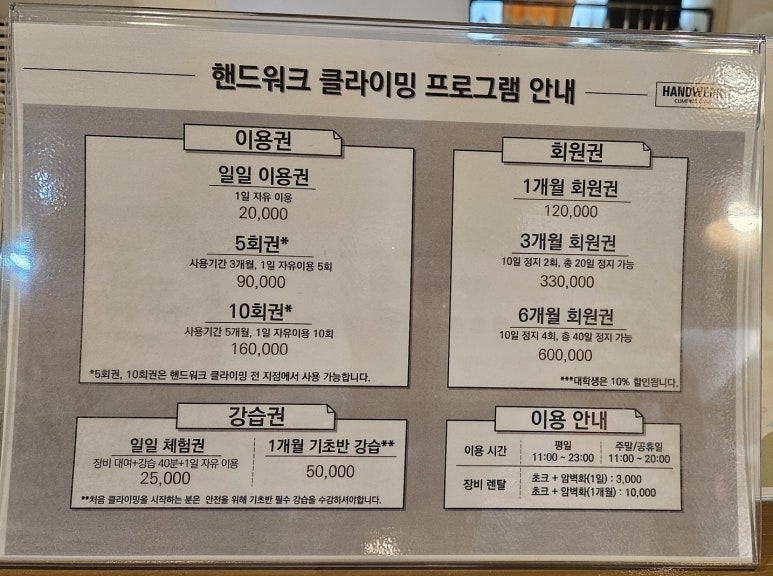 핸드워크 클라이밍 프로그램 안내
이용권
일일 이용권
1일 자유 이용
20,000
5회권*
사용기간 3개월, 1일 자유이용 5회
90,000
10회권*
사용기간 5개월, 1일 자유이용 10회
160,000
*5회권, 10회권은 핸드워크 클라이밍 전 지점에서 사용 가능합니다.
회원권
1개월 회원권
120,000
3개월 회원권
10일 정지 2회, 총 20일 정지 가능
330,000
6개월 회원권
10일 정지 4회, 총 40일 정지 가능
600,000
***대학생은 10% 할인됩니다.
강습권
일일 체험권
장비 대여+강습 40분+1일 자유 이용
25,000
1개월 기초반 강습**
50,000
**처음 클라이밍을 시작하는 분은 안전을 위해 기초반 필수 강습을 수강하셔야합니다.
이용 안내
이용 시간
평일
11:00 ~ 23:00
주말/공휴일
11:00 ~ 20:00
장비 렌탈
초크 + 암벽화(1일) : 3,000
초크 + 암벽화(1개월) : 10,000